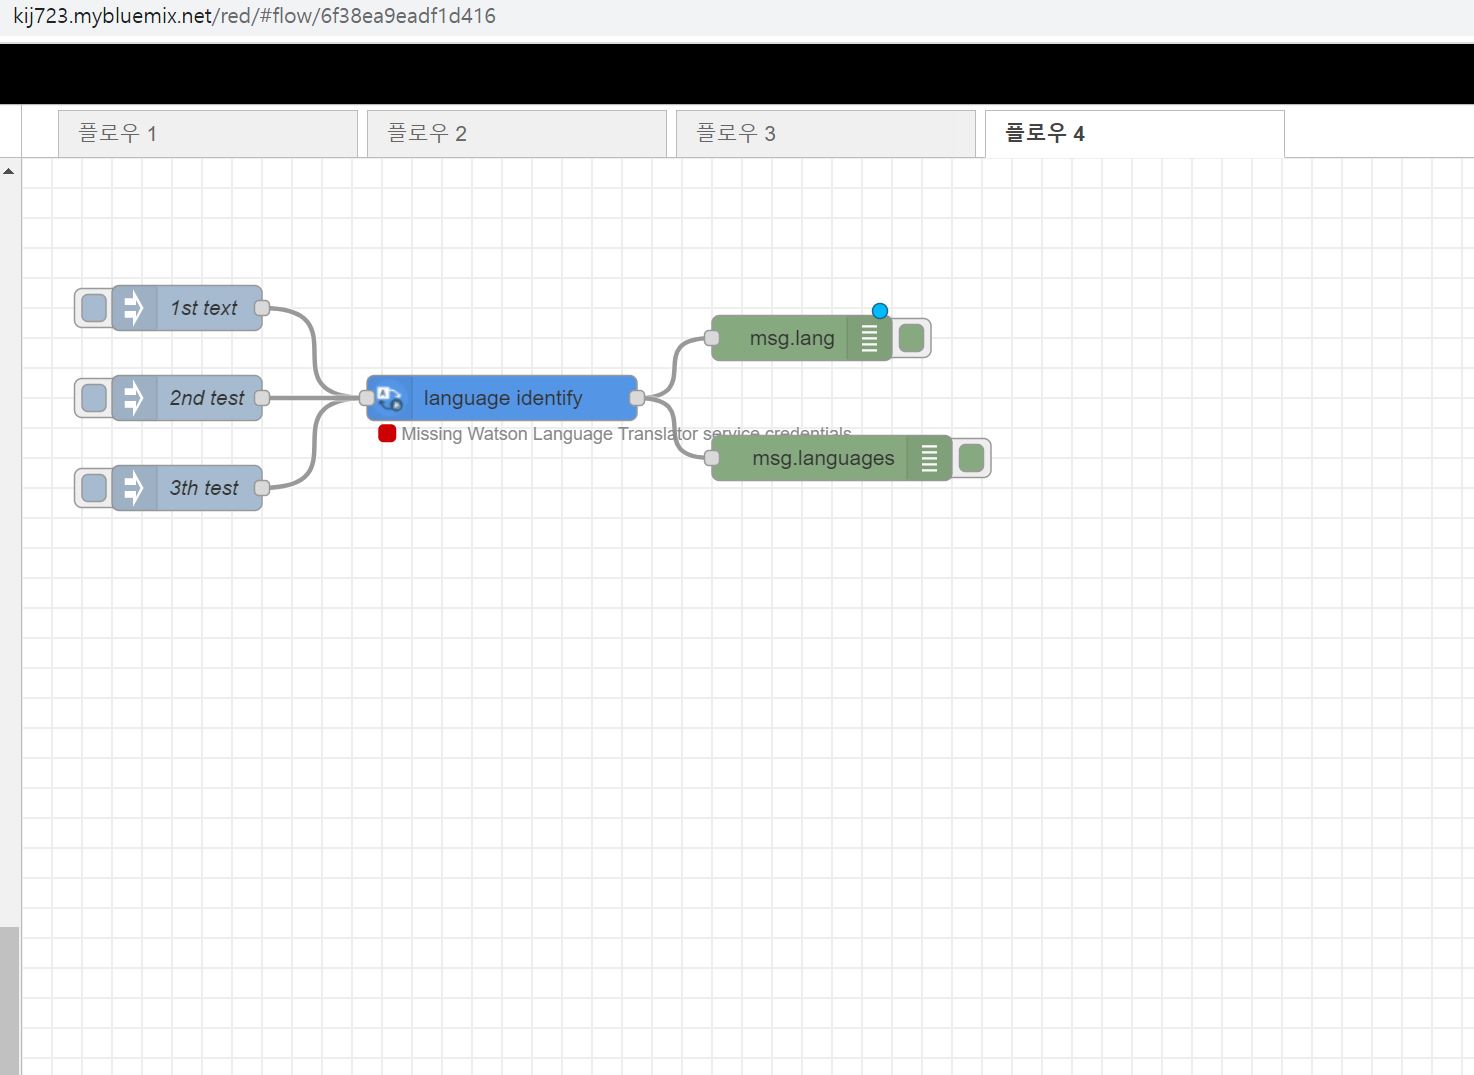 kij723.mybluemix.net/red/#flow/6f38ea9eadf1d416
플로우 1
플로우 2
플로우 3
플로우 4
1st text
2nd test
3th test
language identify
Missing Watson Language Translator service credentials
msg.lang
msg.languages